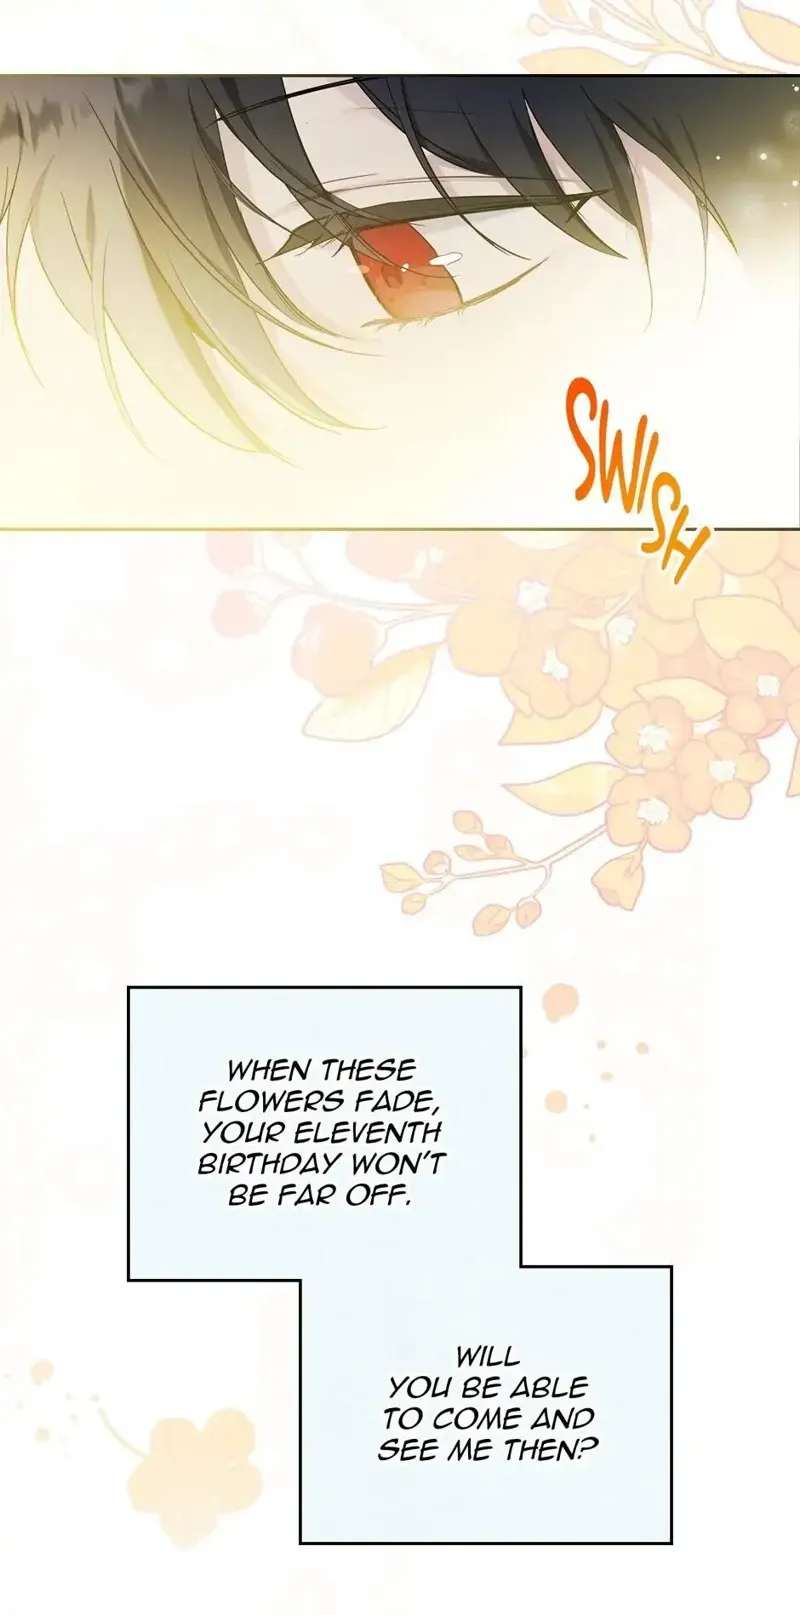 SWISH
WHEN THESE
FLOWERS FADE,
YOUR ELEVENTH
BIRTHDAY WON'T
BE FAR OFF.
WILL
YOU BE ABLE
TO COME AND
SEE ME THEN?